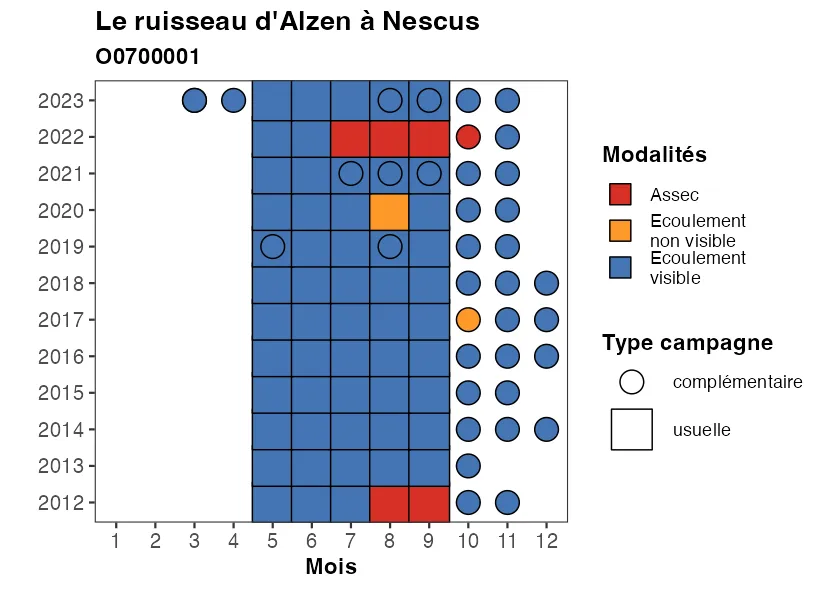 Le ruisseau d'Alzen à Nescus
O0700001
2023
2022
2021
2020
2019
2018
2017
2016
2015
2014
2013
2012
1 2 3 4 5 6 7 8 9 10 11 12
Mois
Modalités
Assec
Ecoulement
non visible
Ecoulement
visible
Type campagne
complémentaire
usuelle